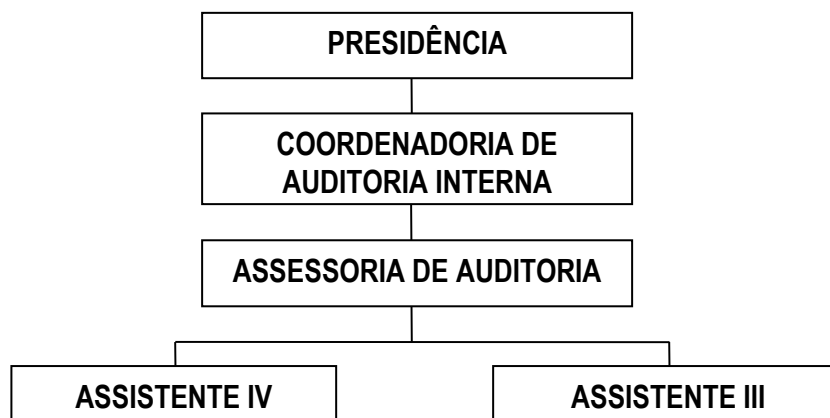 PRESIDÊNCIA
COORDENADORIA DE
AUDITORIA INTERNA
ASSESSORIA DE AUDITORIA
ASSISTENTE IV
ASSISTENTE III